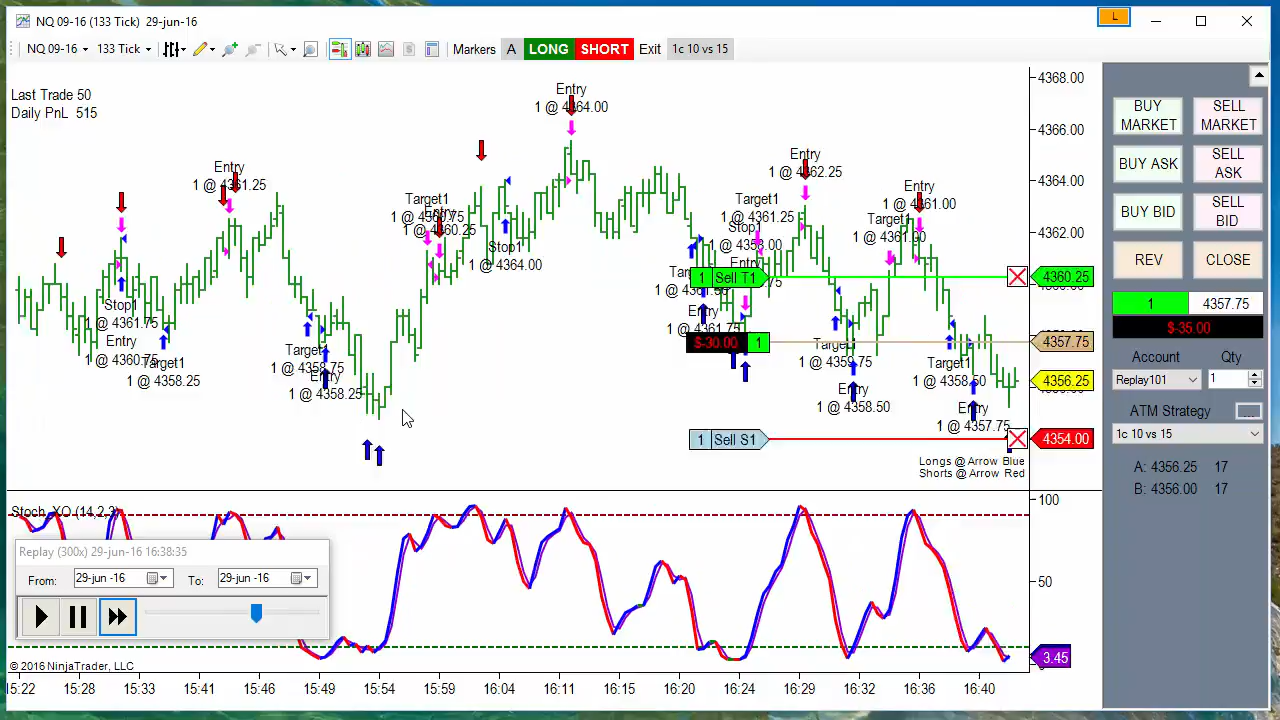 NQ 09-16 (133 Tick) 29-jun-16
L
NQ 09-16 133 Tick Markers A LONG SHORT Exit 1c 10 vs 15
Last Trade 50
Daily PnL 515
Entry
1 @ 4364.00
Entry
1 @ 4361.25
Entry
1 @ 4362.25
Entry
1 @ 4361.00
Target1
Entry
1 @ 4360.25
Target1
1 @ 4361.25
Target1
1 @ 4361.00
Stop1
1 @ 4364.00
Stop1
Entry
1 Sell T1
Stop1
1 @ 4361.75
Entry
Target1
1 @ 4358.25
Target1
Entry
1 @ 4358.25
Entry
1 @ 4361.75
$-30.00 1
Target1
1 @ 4359.75
Entry
1 @ 4358.50
Target1
1 @ 4358.50
Entry
1 @ 4357.75
1 Sell S1
Longs @ Arrow Blue
Shorts @ Arrow Red
4368.00
4366.00
4364.00
4362.00
4360.25
4357.75
4356.25
4354.00
BUY MARKET
SELL MARKET
BUY ASK
SELL ASK
BUY BID
SELL BID
REV
CLOSE
1 4357.75
$-35.00
Account Qty
Replay101 1
ATM Strategy ...
1c 10 vs 15
A: 4356.25 17
B: 4356.00 17
Stoch_XO (14,2,3)
100
50
3.45
Replay (300x) 29-jun-16 16:38:35
From: 29-jun -16 To: 29-jun -16
© 2016 NinjaTrader, LLC
15:22 15:28 15:33 15:41 15:46 15:49 15:54 15:59 16:04 16:11 16:14 16:20 16:24 16:29 16:32 16:36 16:40